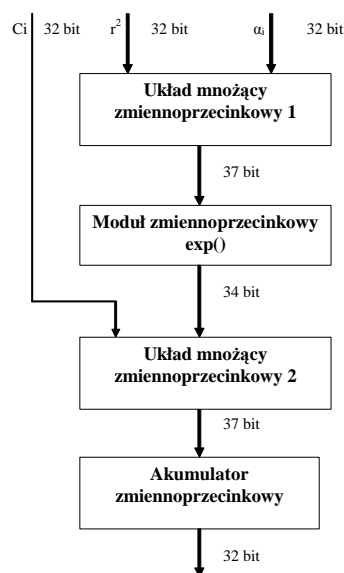 Ci 32 bit r² 32 bit αᵢ 32 bit
Układ mnożący
zmiennoprzecinkowy 1
37 bit
Moduł zmiennoprzecinkowy
exp()
34 bit
Układ mnożący
zmiennoprzecinkowy 2
37 bit
Akumulator
zmiennoprzecinkowy
32 bit